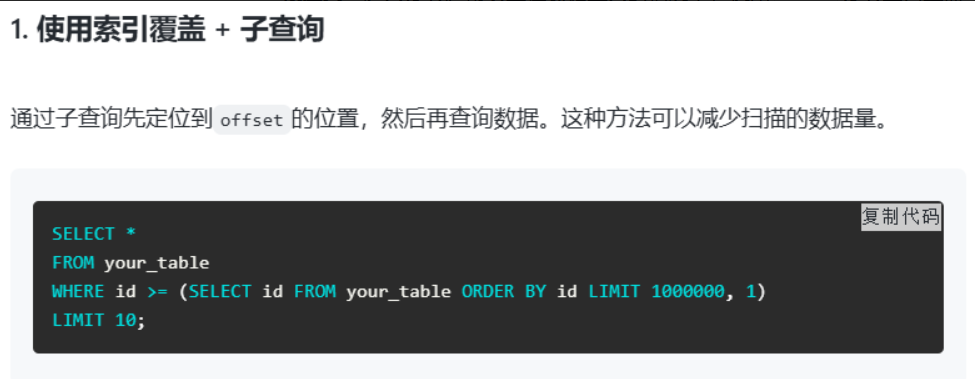 1. 使用索引覆盖 + 子查询
通过子查询先定位到 offset 的位置，然后再查询数据。这种方法可以减少扫描的数据量。
复制代码
SELECT *
FROM your_table
WHERE id >= (SELECT id FROM your_table ORDER BY id LIMIT 1000000, 1)
LIMIT 10;